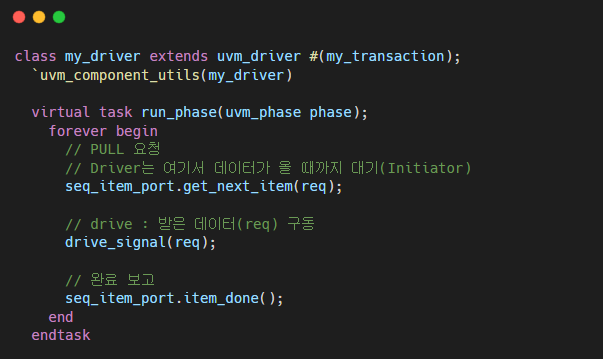 class my_driver extends uvm_driver #(my_transaction);
`uvm_component_utils(my_driver)
virtual task run_phase(uvm_phase phase);
forever begin
// PULL 요청
// Driver는 여기서 데이터가 올 때까지 대기(Initiator)
seq_item_port.get_next_item(req);
// drive : 받은 데이터(req) 구동
drive_signal(req);
// 완료 보고
seq_item_port.item_done();
end
endtask